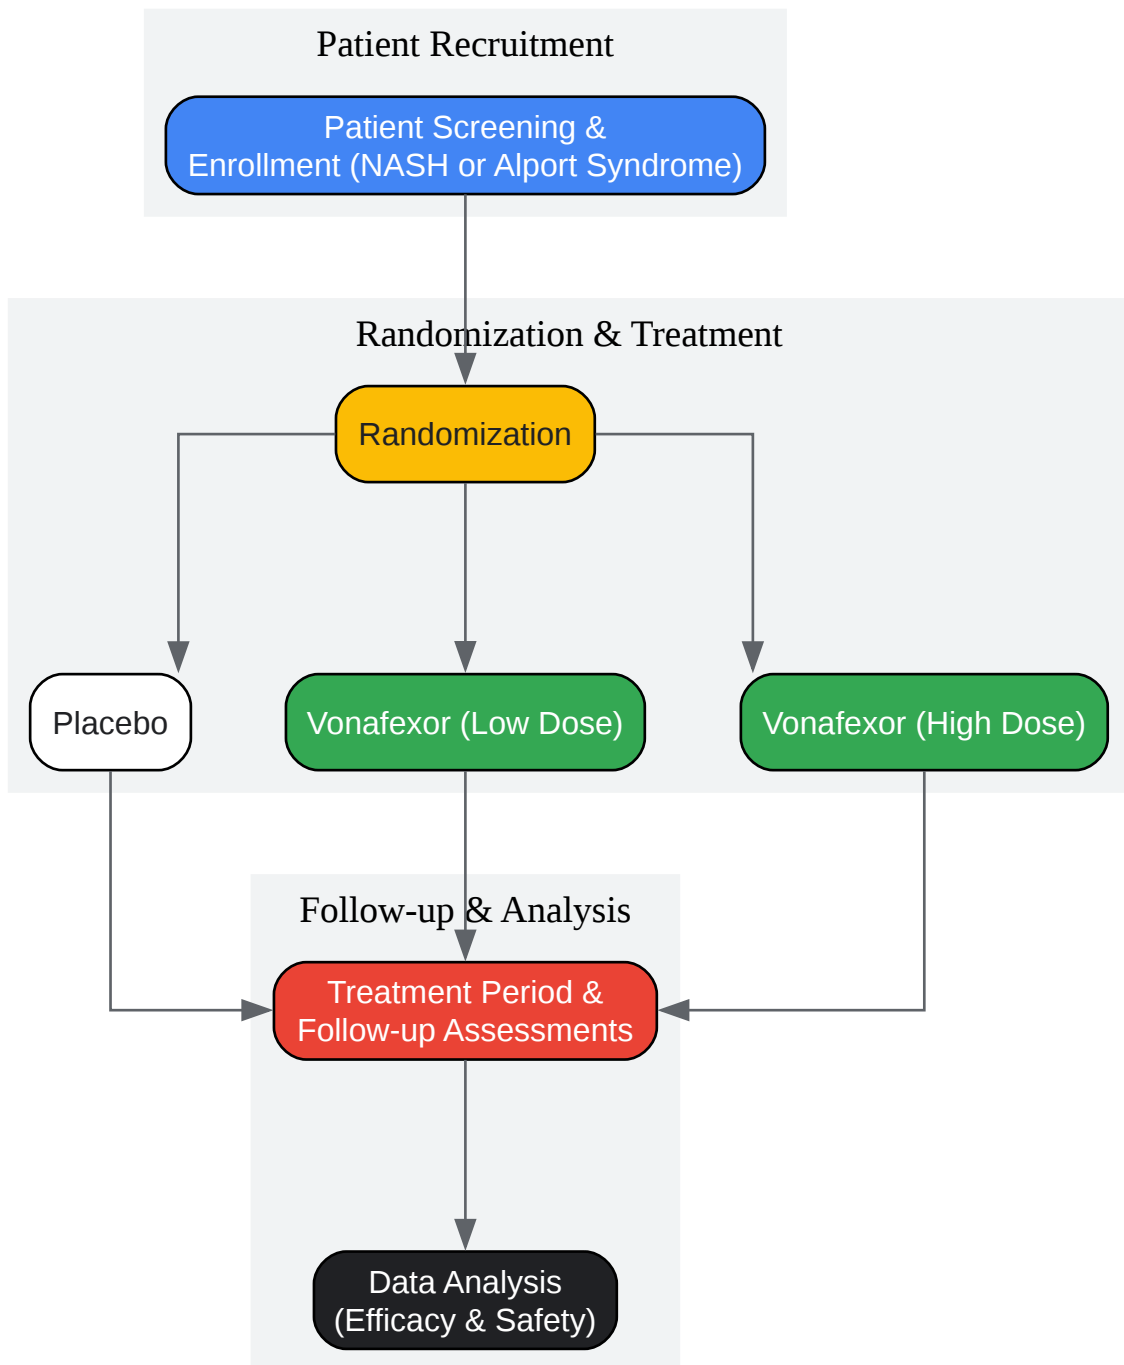 Patient Recruitment
Patient Screening &
Enrollment (NASH or Alport Syndrome)
Randomization & Treatment
Randomization
Placebo
Vonafexor (Low Dose)
Vonafexor (High Dose)
Follow-up & Analysis
Treatment Period &
Follow-up Assessments
Data Analysis
(Efficacy & Safety)